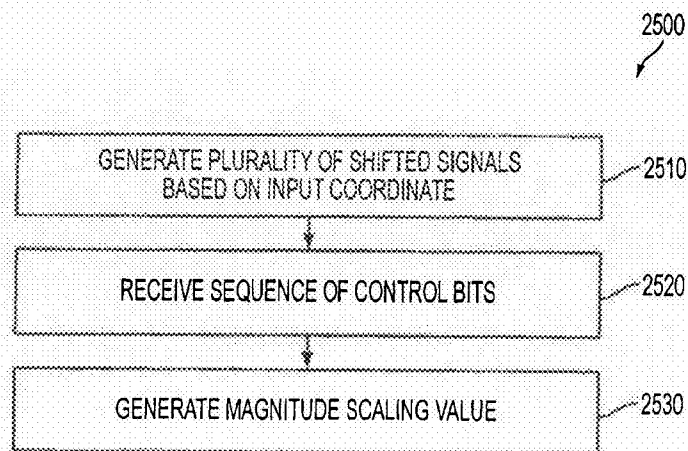 2500
GENERATE PLURALITY OF SHIFTED SIGNALS
BASED ON INPUT COORDINATE
2510
RECEIVE SEQUENCE OF CONTROL BITS
2520
GENERATE MAGNITUDE SCALING VALUE
2530